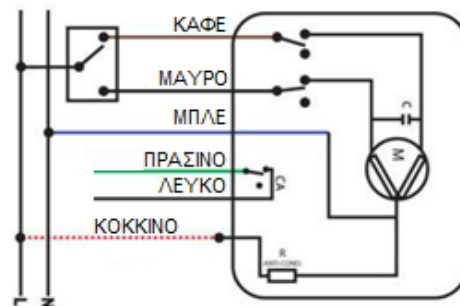 ΚΑΦΕ
ΜΑΥΡΟ
C
ΜΠΛΕ
M
ΠΡΑΣΙΝΟ
CA
ΛΕΥΚΟ
ΚΟΚΚΙΝΟ
R
ANTI-COND.
L
N